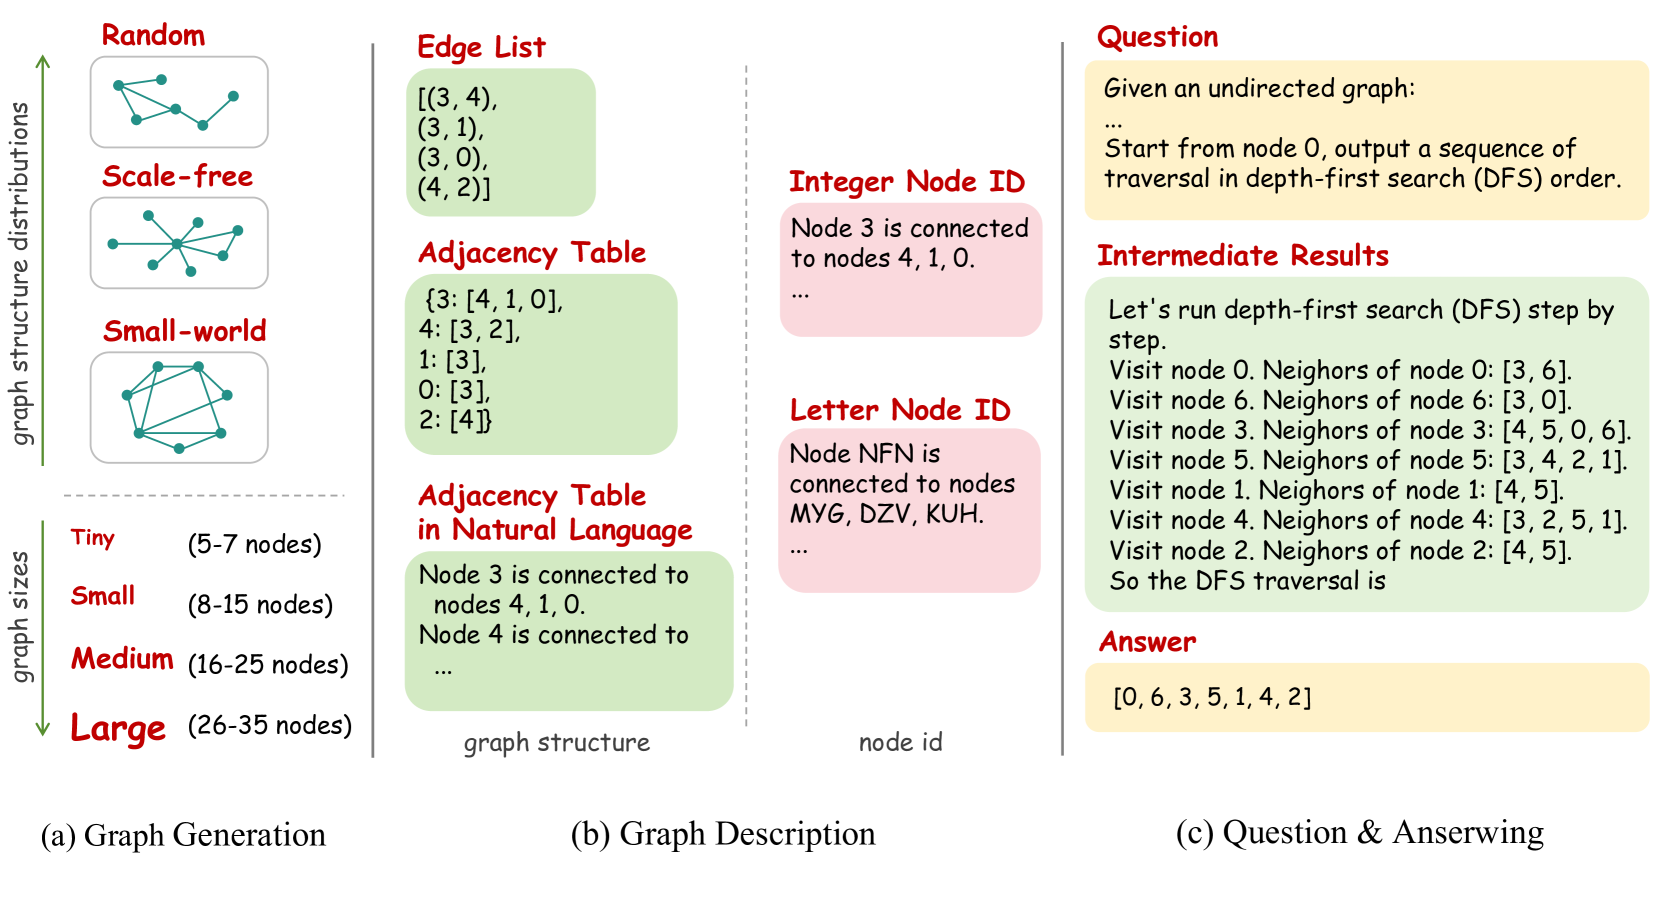 graph structure distributions
Random
Scale-free
Small-world
graph sizes
Tiny (5-7 nodes)
Small (8-15 nodes)
Medium (16-25 nodes)
Large (26-35 nodes)
(a) Graph Generation
Edge List
[(3, 4),
(3, 1),
(3, 0),
(4, 2)]
Adjacency Table
{3: [4, 1, 0],
4: [3, 2],
1: [3],
0: [3],
2: [4]}
Adjacency Table
in Natural Language
Node 3 is connected to
nodes 4, 1, 0.
Node 4 is connected to
...
graph structure
Integer Node ID
Node 3 is connected
to nodes 4, 1, 0.
...
Letter Node ID
Node NFN is
connected to nodes
MYG, DZV, KUH.
...
node id
(b) Graph Description
Question
Given an undirected graph:
...
Start from node 0, output a sequence of
traversal in depth-first search (DFS) order.
Intermediate Results
Let's run depth-first search (DFS) step by
step.
Visit node 0. Neighors of node 0: [3, 6].
Visit node 6. Neighors of node 6: [3, 0].
Visit node 3. Neighors of node 3: [4, 5, 0, 6].
Visit node 5. Neighors of node 5: [3, 4, 2, 1].
Visit node 1. Neighors of node 1: [4, 5].
Visit node 4. Neighors of node 4: [3, 2, 5, 1].
Visit node 2. Neighors of node 2: [4, 5].
So the DFS traversal is
Answer
[0, 6, 3, 5, 1, 4, 2]
(c) Question & Anserwing